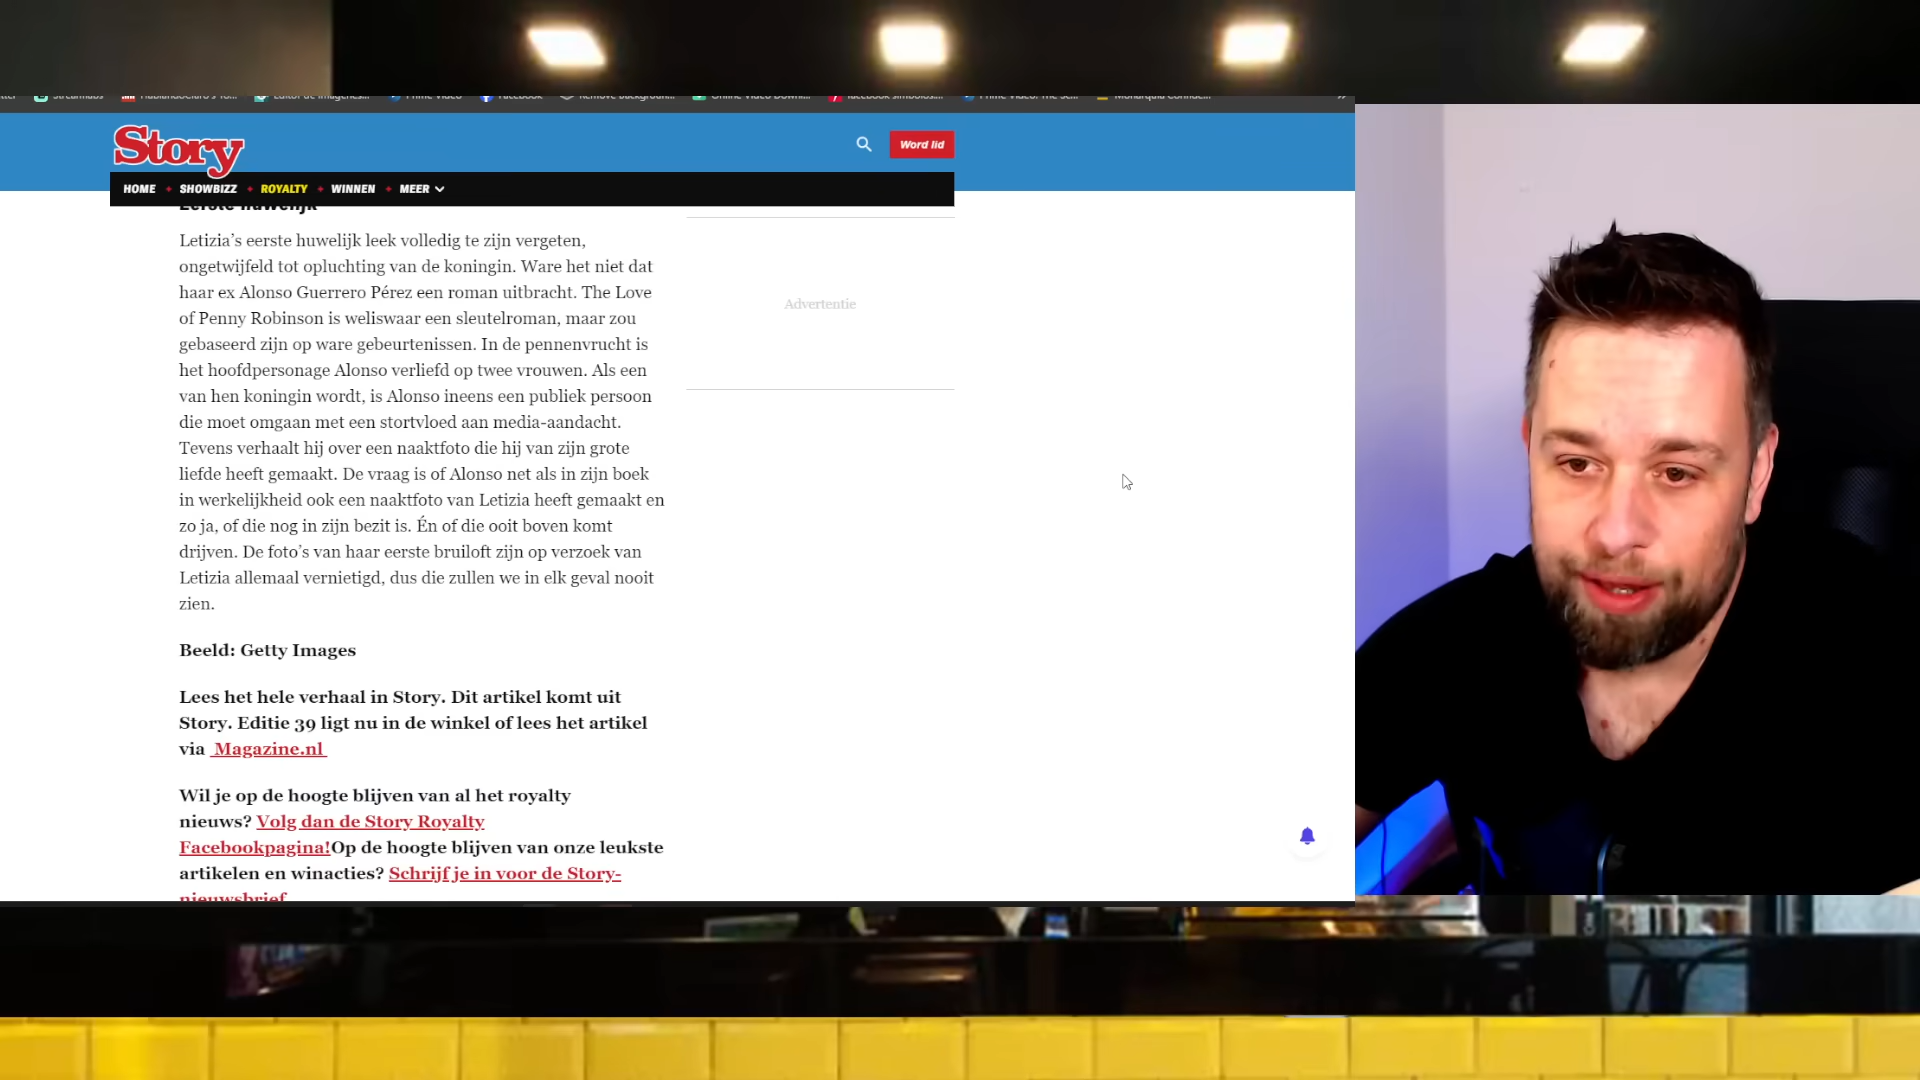 Streamlabs
Prime Video
Facebook
Story
Word lid
HOME
SHOWBIZZ
ROYALTY
WINNEN
MEER
Eerste huwelijk
Letizia’s eerste huwelijk leek volledig te zijn vergeten,
ongetwijfeld tot opluchting van de koningin. Ware het niet dat
haar ex Alonso Guerrero Pérez een roman uitbracht. The Love
of Penny Robinson is weliswaar een sleutelroman, maar zou
gebaseerd zijn op ware gebeurtenissen. In de pennenvrucht is
het hoofdpersonage Alonso verliefd op twee vrouwen. Als een
van hen koningin wordt, is Alonso ineens een publiek persoon
die moet omgaan met een stortvloed aan media-aandacht.
Tevens verhaalt hij over een naaktfoto die hij van zijn grote
liefde heeft gemaakt. De vraag is of Alonso net als in zijn boek
in werkelijkheid ook een naaktfoto van Letizia heeft gemaakt en
zo ja, of die nog in zijn bezit is. Én of die ooit boven komt
drijven. De foto’s van haar eerste bruiloft zijn op verzoek van
Letizia allemaal vernietigd, dus die zullen we in elk geval nooit
zien.
Beeld: Getty Images
Lees het hele verhaal in Story. Dit artikel komt uit
Story. Editie 39 ligt nu in de winkel of lees het artikel
via Magazine.nl
Wil je op de hoogte blijven van al het royalty
nieuws? Volg dan de Story Royalty
Facebookpagina!Op de hoogte blijven van onze leukste
artikelen en winacties? Schrijf je in voor de Story-
nieuwsbrief
Advertentie